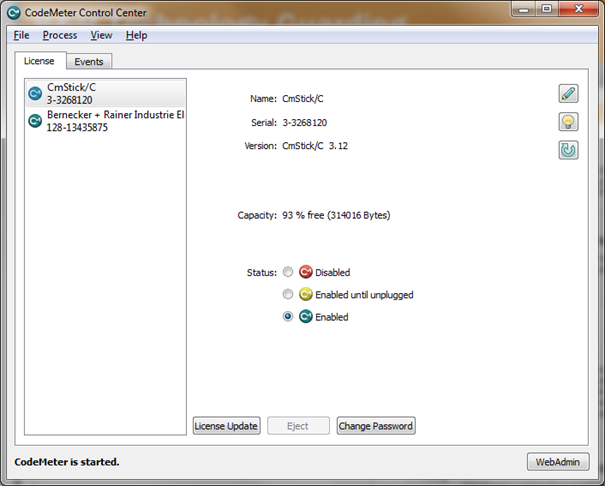 CodeMeter Control Center
File Process View Help
License Events
CmStick/C
3-3268120
Bernecker + Rainer Industrie El
128-13435875
Name: CmStick/C
Serial: 3-3268120
Version: CmStick/C 3.12
Capacity: 93 % free (314016 Bytes)
Status: Disabled
Enabled until unplugged
Enabled
License Update Eject Change Password
CodeMeter is started. WebAdmin